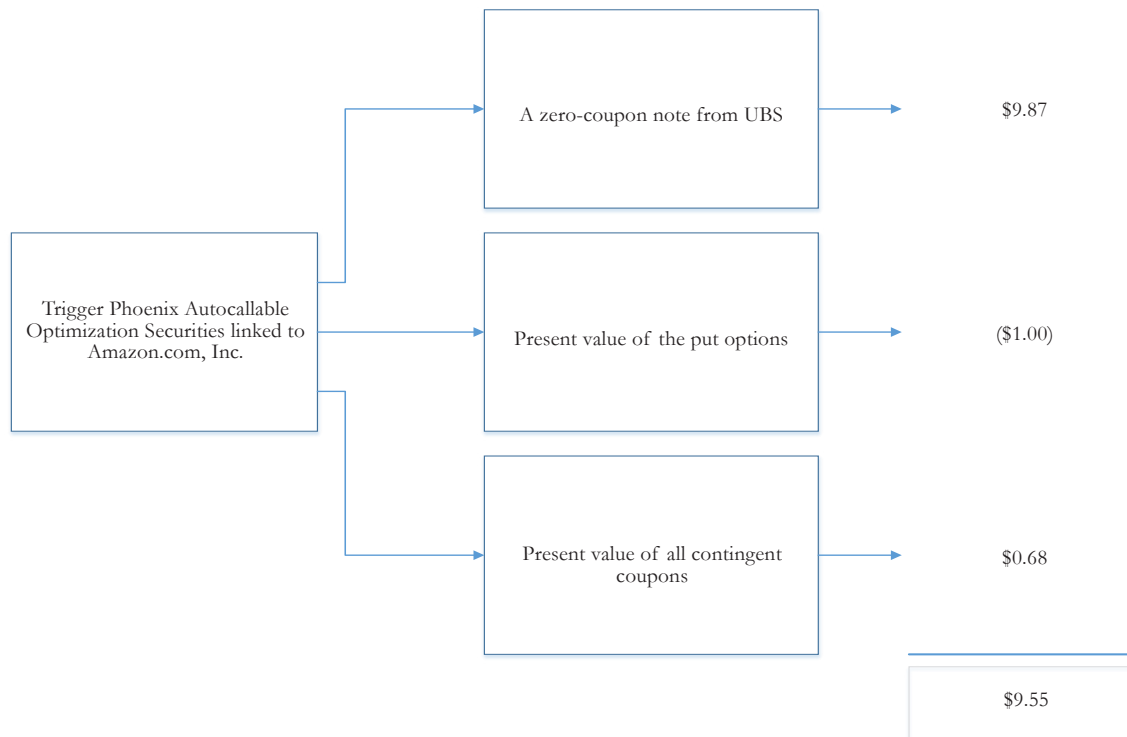 A zero-coupon note from UBS
$9.87
Trigger Phoenix Autocallable
Optimization Securities linked to
Amazon.com, Inc.
Present value of the put options
($1.00)
Present value of all contingent
coupons
$0.68
$9.55